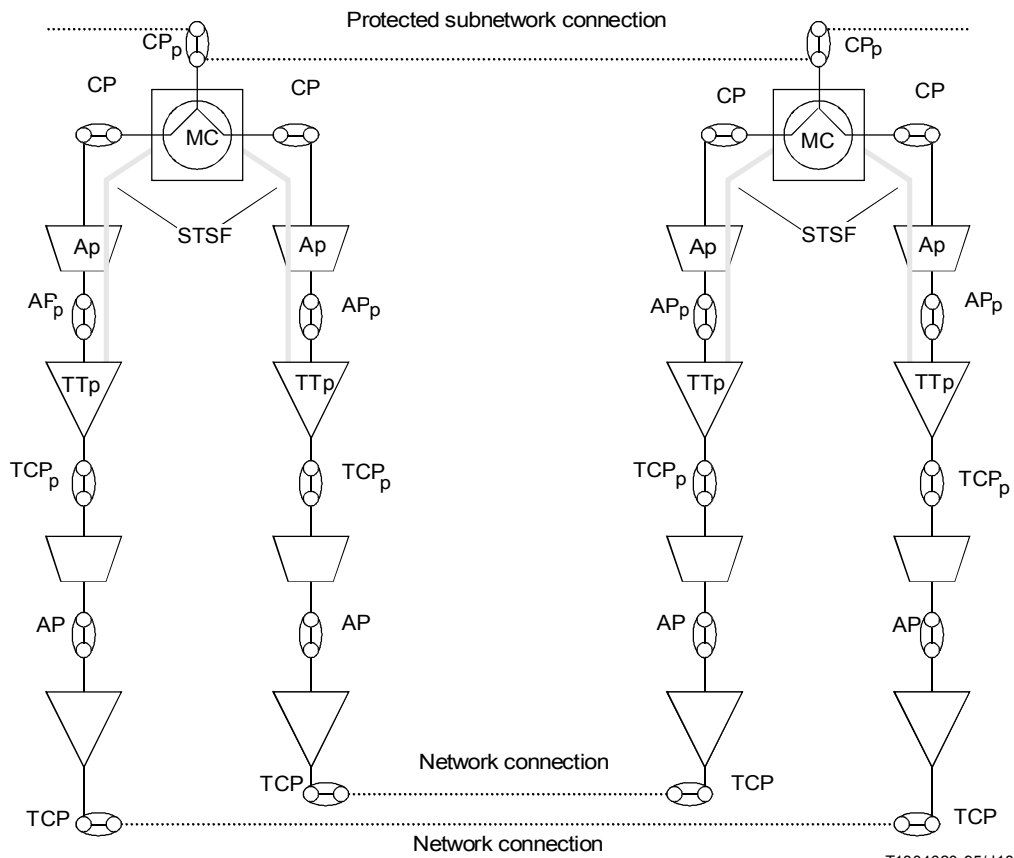 Protected subnetwork connection
CPp CPp
CP CP CP CP
MC MC
STSF STSF
Ap Ap Ap Ap
APp APp APp APp
TTp TTp TTp TTp
TCPp TCPp TCPp TCPp
AP AP AP AP
Network connection
TCP TCP
TCP TCP
Network connection